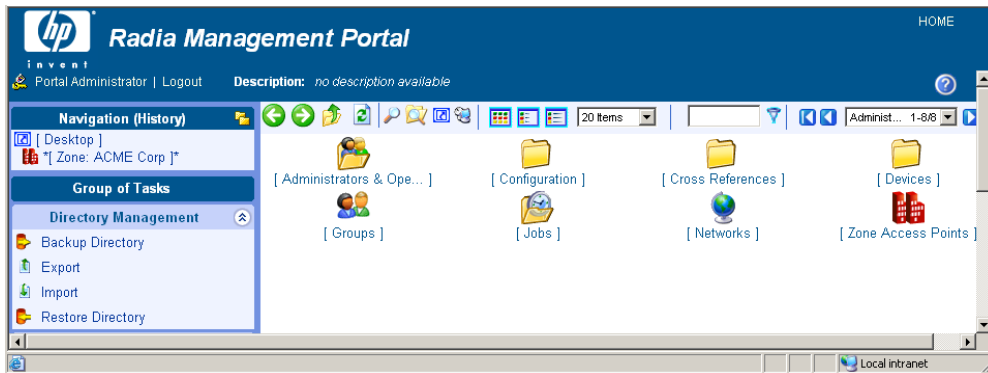 hp
invent
Radia Management Portal
HOME
Portal Administrator | Logout
Description: no description available
?
Navigation (History)
[ Desktop ]
*[ Zone: ACME Corp ]*
20 Items
Administ... 1-8/8
Group of Tasks
Directory Management
Backup Directory
Export
Import
Restore Directory
[ Administrators & Ope... ]
[ Configuration ]
[ Cross References ]
[ Devices ]
[ Groups ]
[ Jobs ]
[ Networks ]
[ Zone Access Points ]
Local intranet